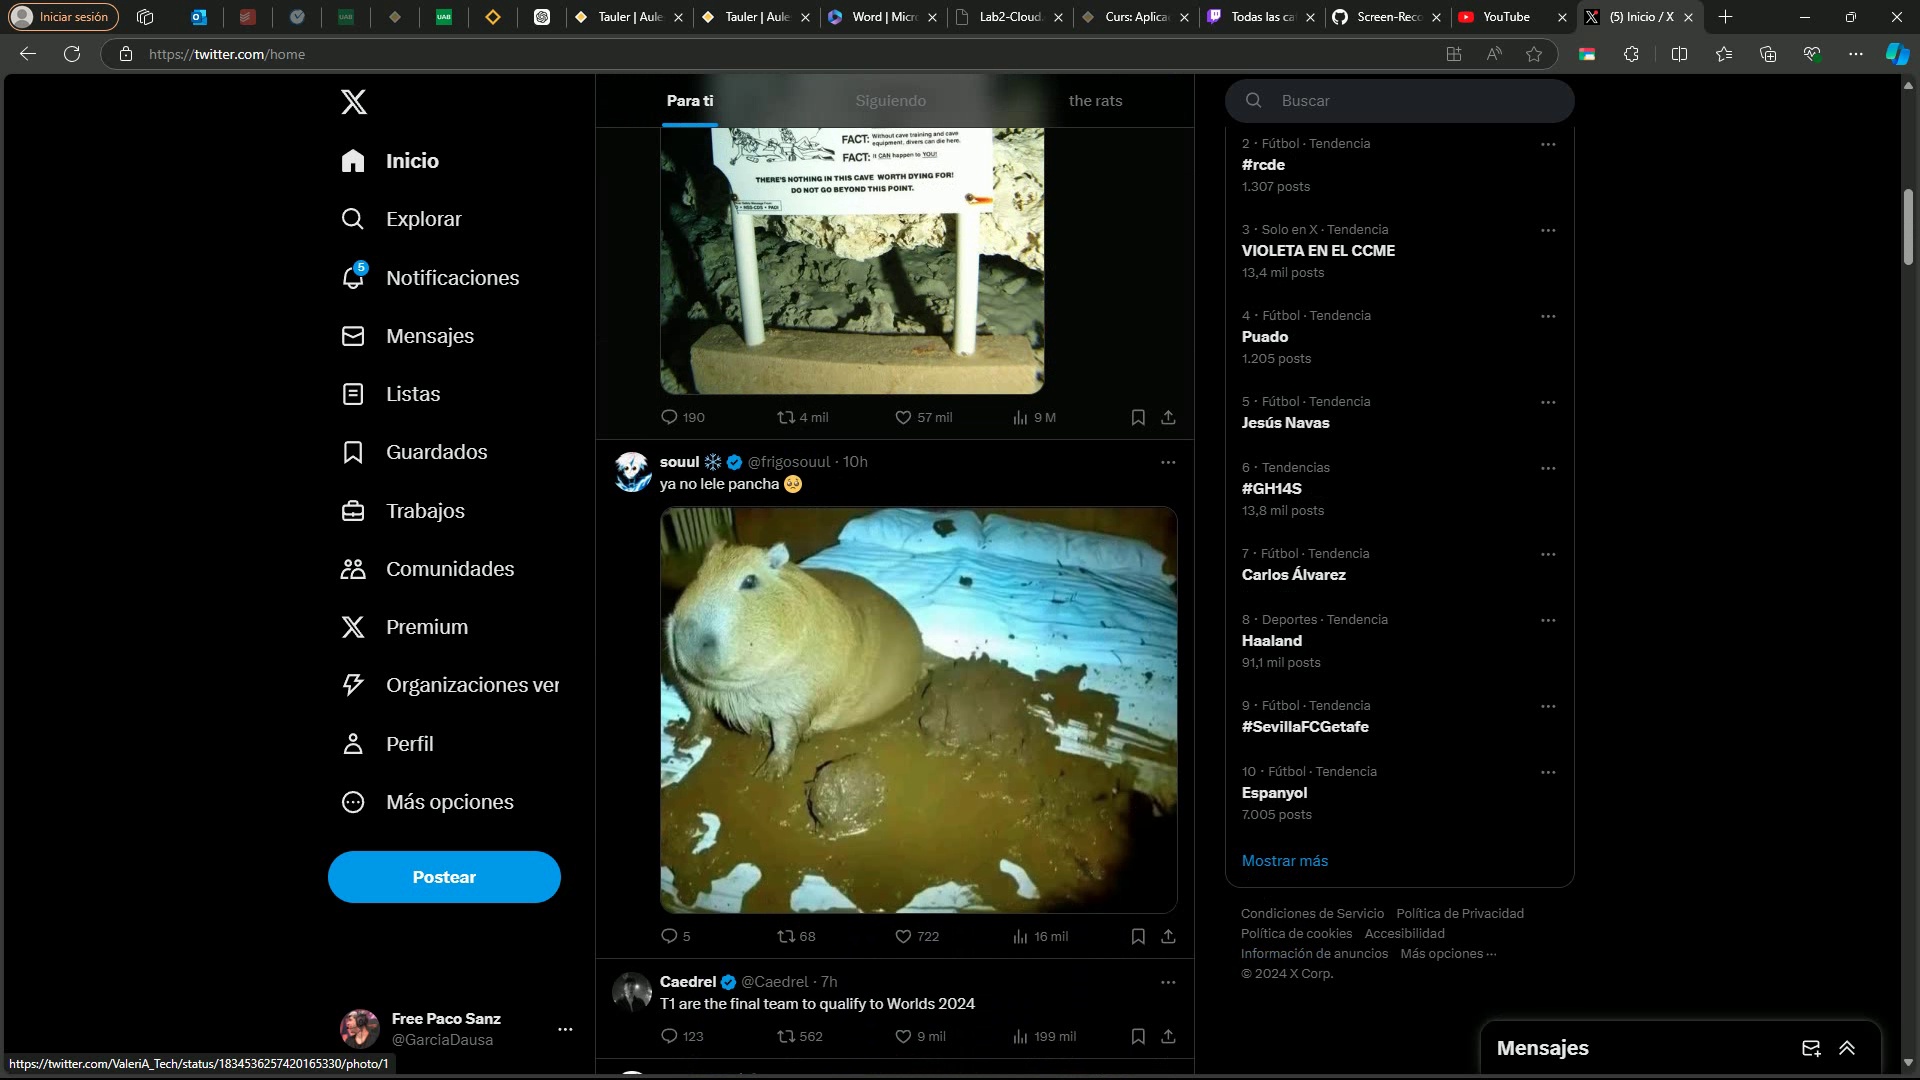 Iniciar sesión
Tauler | Aule
Tauler | Aule
Word | Micr
Lab2-Cloud
Curs: Aplica
Todas las ca
Screen-Reco
YouTube
(5) Inicio / X
https://twitter.com/home
Inicio
Explorar
5
Notificaciones
Mensajes
Listas
Guardados
Trabajos
Comunidades
Premium
Organizaciones ver
Perfil
Más opciones
Postear
Free Paco Sanz
@GarciaDausa
https://twitter.com/ValeriA_Tech/status/1834536257420165330/photo/1
Para ti
Siguiendo
the rats
FACT: Without cave training and cave
equipment, divers can die here.
FACT: It CAN happen to YOU!
THERE'S NOTHING IN THIS CAVE WORTH DYING FOR!
DO NOT GO BEYOND THIS POINT.
190 4 mil 57 mil 9 M
souul @frigosouul · 10h
ya no lele pancha 🥺
5 68 722 16 mil
Caedrel @Caedrel · 7h
T1 are the final team to qualify to Worlds 2024
123 562 9 mil 199 mil
Buscar
2 · Fútbol · Tendencia
#rcde
1.307 posts
3 · Solo en X · Tendencia
VIOLETA EN EL CCME
13,4 mil posts
4 · Fútbol · Tendencia
Puado
1.205 posts
5 · Fútbol · Tendencia
Jesús Navas
6 · Tendencias
#GH14S
13,8 mil posts
7 · Fútbol · Tendencia
Carlos Álvarez
8 · Deportes · Tendencia
Haaland
91,1 mil posts
9 · Fútbol · Tendencia
#SevillaFCGetafe
10 · Fútbol · Tendencia
Espanyol
7.005 posts
Mostrar más
Condiciones de Servicio Política de Privacidad
Política de cookies Accesibilidad
Información de anuncios Más opciones ···
© 2024 X Corp.
Mensajes